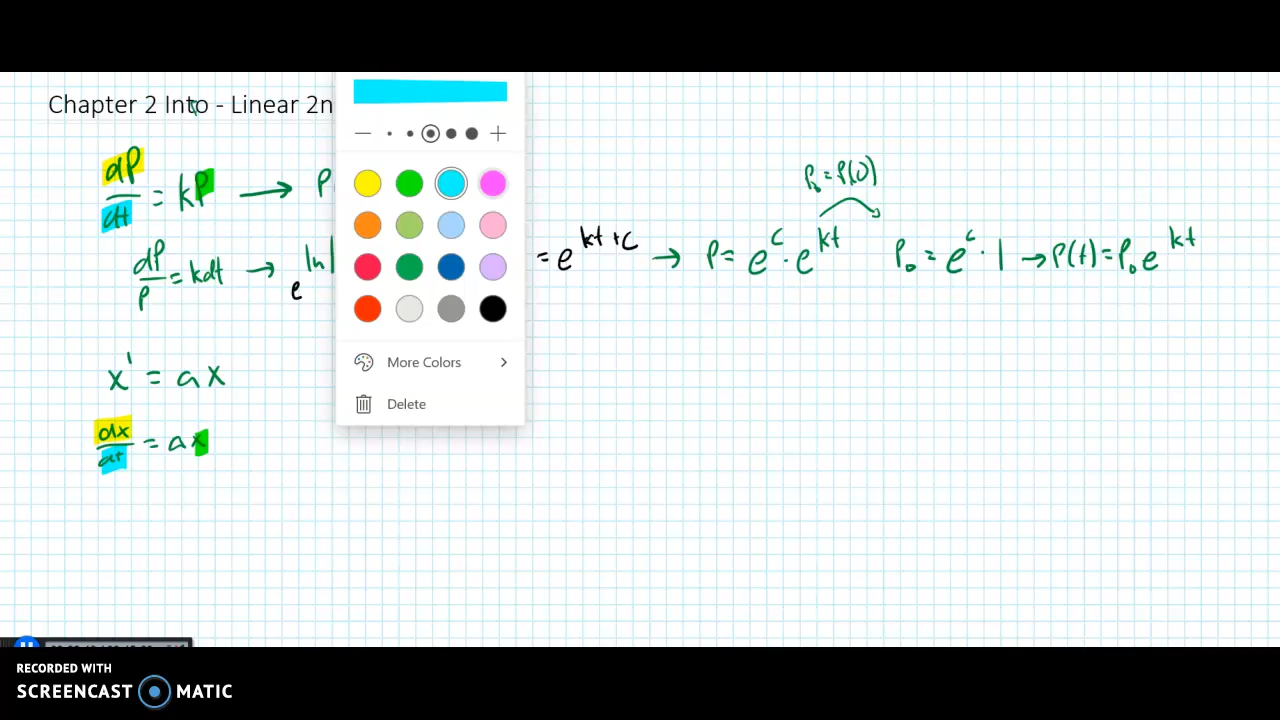 Chapter 2 Into - Linear 2n
P₀ = P(0)
dP/dt = kP → P
dP/P = kdt → ln|
e
= e^(kt+c) → P = e^c · e^(kt) P₀ = e^c · 1 → P(t) = P₀e^(kt)
x' = ax
dx/dt = ax
More Colors
Delete
RECORDED WITH
SCREENCAST MATIC